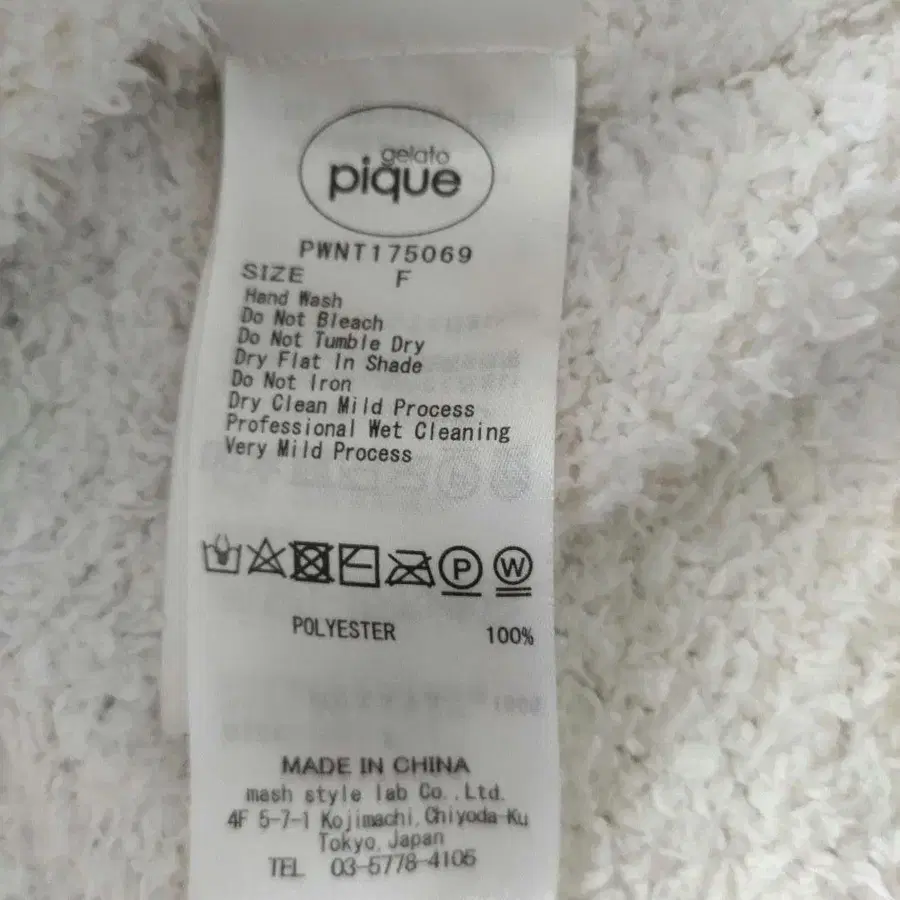 gelato
pique
PWNT175069
SIZE F
Hand Wash
Do Not Bleach
Do Not Tumble Dry
Dry Flat In Shade
Do Not Iron
Dry Clean Mild Process
Professional Wet Cleaning
Very Mild Process
P W
POLYESTER 100%
MADE IN CHINA
mash style lab Co.,Ltd.
4F 5-7-1 Kojimachi,Chiyoda-Ku
Tokyo,Japan
TEL 03-5778-4105